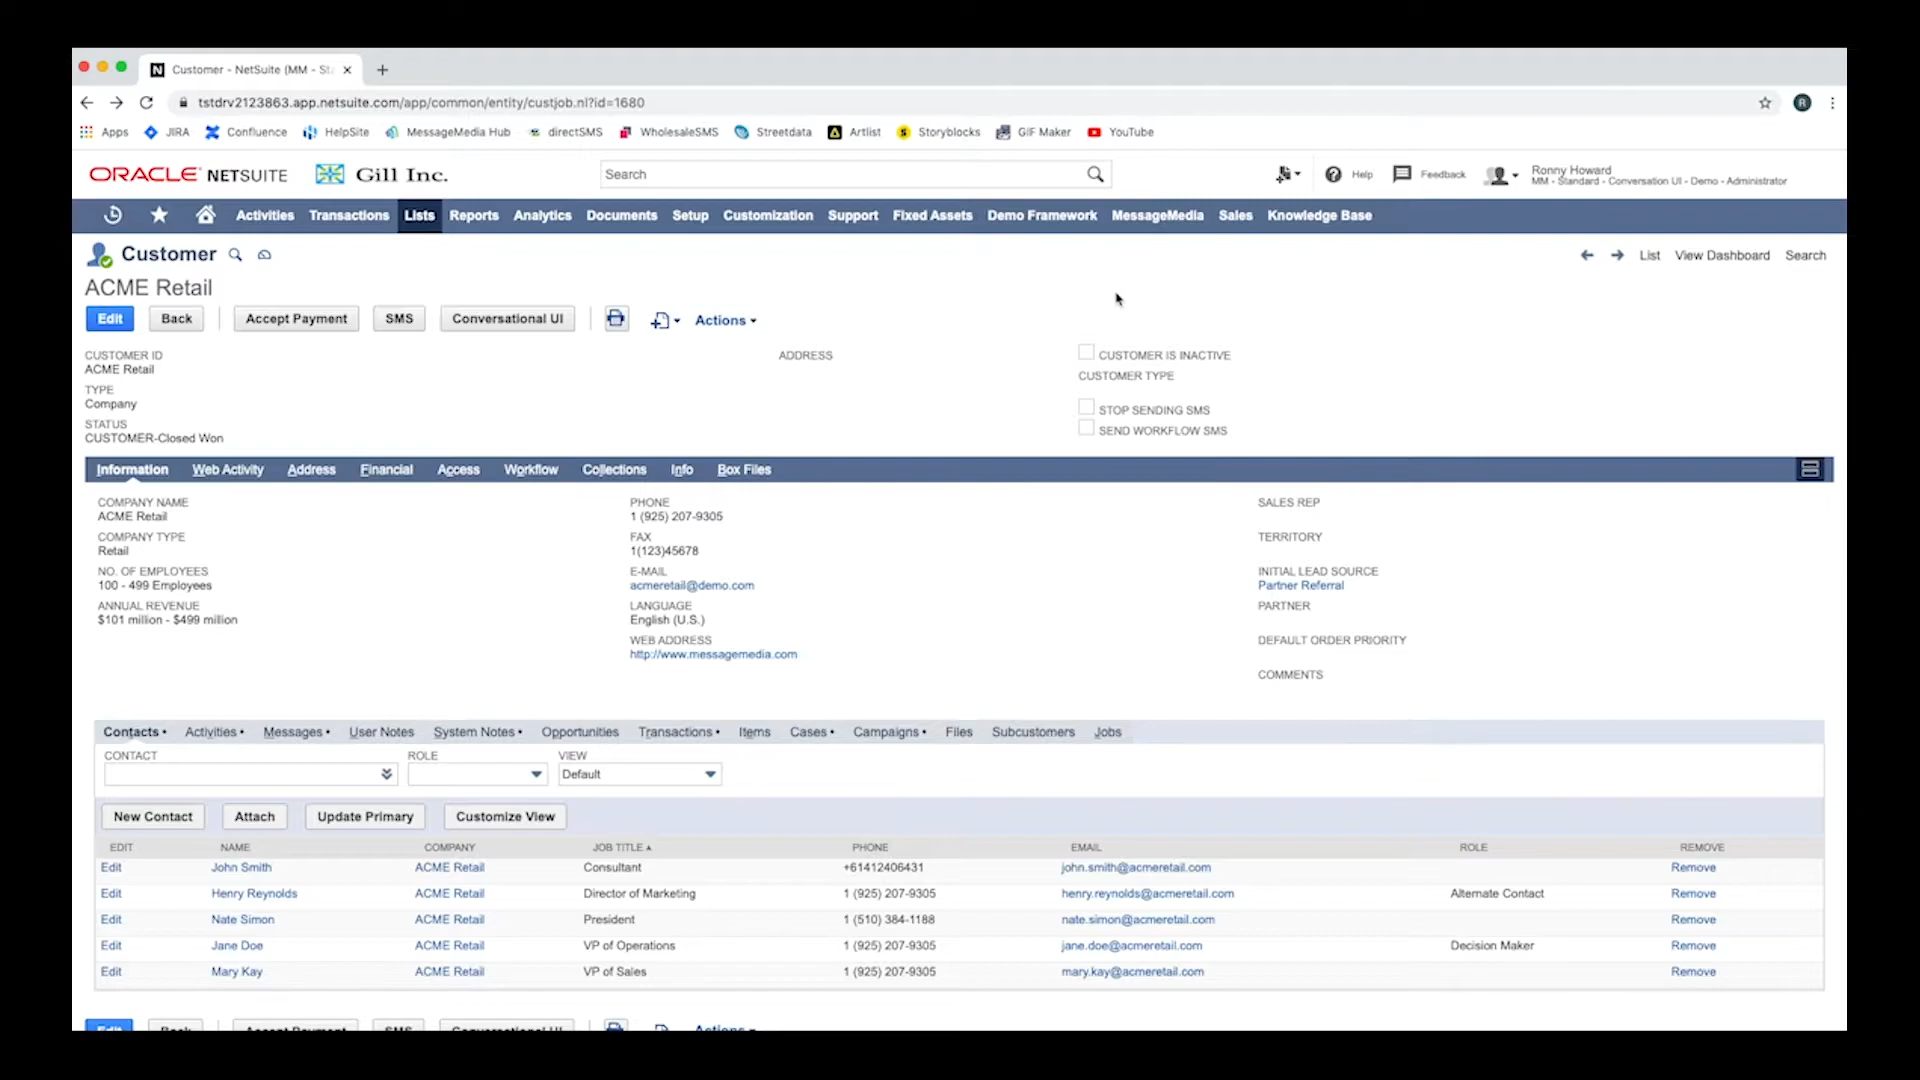 Customer - NetSuite (MM - Sta
tstdrv2123863.app.netsuite.com/app/common/entity/custjob.nl?id=1680
R
Apps JIRA Confluence HelpSite MessageMedia Hub directSMS WholesaleSMS Streetdata Artlist Storyblocks GIF Maker YouTube
ORACLE NETSUITE Gill Inc. Search Help Feedback Ronny Howard
MM - Standard - Conversation UI - Demo - Administrator
Activities Transactions Lists Reports Analytics Documents Setup Customization Support Fixed Assets Demo Framework MessageMedia Sales Knowledge Base
Customer List View Dashboard Search
ACME Retail
Edit Back Accept Payment SMS Conversational UI Actions
CUSTOMER ID ADDRESS CUSTOMER IS INACTIVE
ACME Retail
CUSTOMER TYPE
TYPE
Company
STOP SENDING SMS
STATUS
SEND WORKFLOW SMS
CUSTOMER-Closed Won
Information Web Activity Address Financial Access Workflow Collections Info Box Files
COMPANY NAME PHONE SALES REP
ACME Retail 1 (925) 207-9305
COMPANY TYPE FAX TERRITORY
Retail 1(123)45678
NO. OF EMPLOYEES E-MAIL INITIAL LEAD SOURCE
100 - 499 Employees acmeretail@demo.com Partner Referral
ANNUAL REVENUE LANGUAGE PARTNER
$101 million - $499 million English (U.S.)
WEB ADDRESS DEFAULT ORDER PRIORITY
http://www.messagemedia.com
COMMENTS
Contacts • Activities • Messages • User Notes System Notes • Opportunities Transactions • Items Cases • Campaigns • Files Subcustomers Jobs
CONTACT ROLE VIEW
Default
New Contact Attach Update Primary Customize View
EDIT NAME COMPANY JOB TITLE PHONE EMAIL ROLE REMOVE
Edit John Smith ACME Retail Consultant +61412406431 john.smith@acmeretail.com Remove
Edit Henry Reynolds ACME Retail Director of Marketing 1 (925) 207-9305 henry.reynolds@acmeretail.com Alternate Contact Remove
Edit Nate Simon ACME Retail President 1 (510) 384-1188 nate.simon@acmeretail.com Remove
Edit Jane Doe ACME Retail VP of Operations 1 (925) 207-9305 jane.doe@acmeretail.com Decision Maker Remove
Edit Mary Kay ACME Retail VP of Sales 1 (925) 207-9305 mary.kay@acmeretail.com Remove
Edit Back Accept Payment SMS Conversational UI Actions